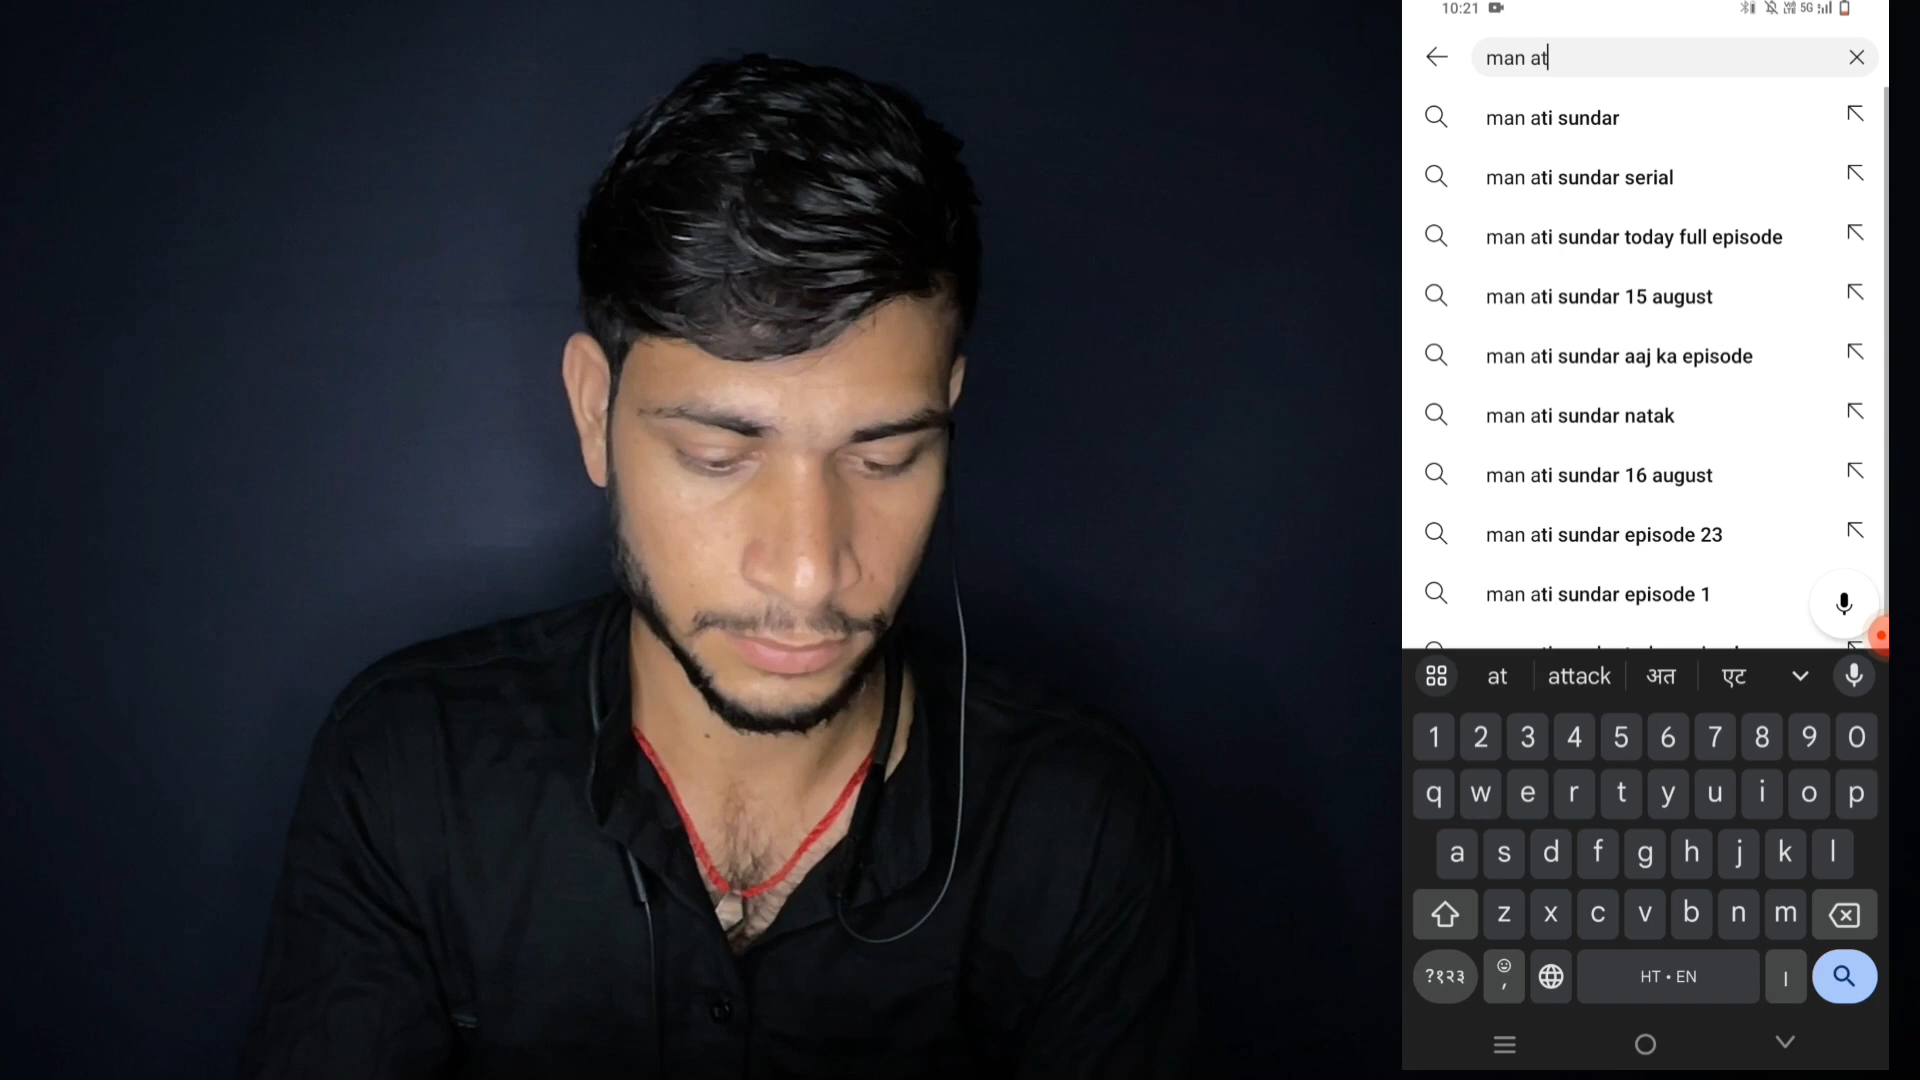 10:21 5G
man at
man ati sundar
man ati sundar serial
man ati sundar today full episode
man ati sundar 15 august
man ati sundar aaj ka episode
man ati sundar natak
man ati sundar 16 august
man ati sundar episode 23
man ati sundar episode 1
at attack अत एट
1 2 3 4 5 6 7 8 9 0
q w e r t y u i o p
a s d f g h j k l
z x c v b n m
?१२३ , HT • EN |